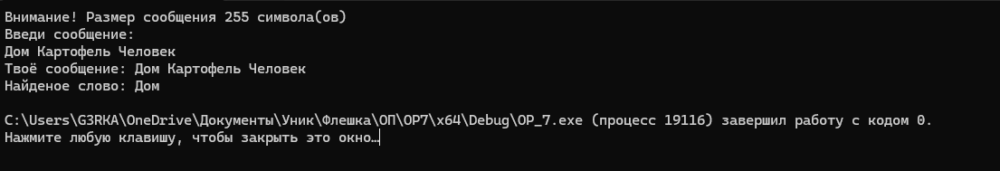 Внимание! Размер сообщения 255 символа(ов)
Введи сообщение:
Дом Картофель Человек
Твоё сообщение: Дом Картофель Человек
Найденое слово: Дом
C:\Users\G3RKA\OneDrive\Документы\Уник\Флешка\ОП\OP7\x64\Debug\OP_7.exe (процесс 19116) завершил работу с кодом 0.
Нажмите любую клавишу, чтобы закрыть это окно…